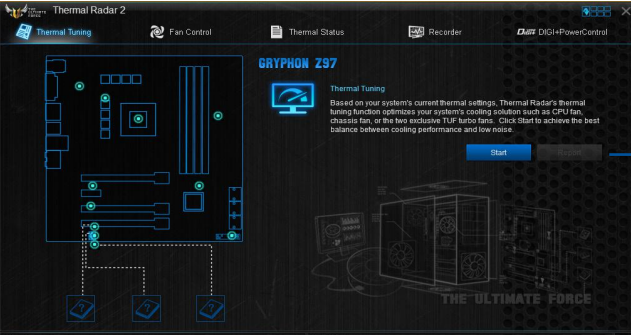 THE ULTIMATE FORCE
Thermal Radar 2
Thermal Tuning
Fan Control
Thermal Status
Recorder
DIGI+PowerControl
GRYPHON Z97
Thermal Tuning
Based on your system's current thermal settings, Thermal Radar's thermal
tuning function optimizes your system's cooling solution such as CPU fan,
chassis fan, or the two exclusive TUF turbo fans. Click Start to achieve the best
balance between cooling performance and low noise.
Start
? ? ?
THE ULTIMATE FORCE